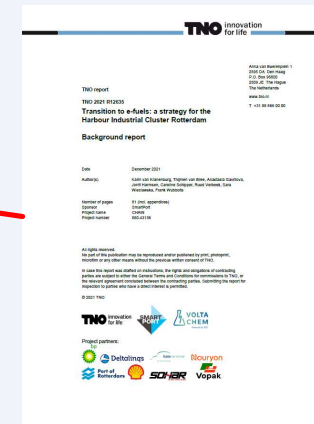 TNO innovation
for life
Anna van Buerenplein 1
2595 DA Den Haag
P.O. Box 96800
2509 JE The Hague
The Netherlands
www.tno.nl
T +31 88 866 00 00
TNO report
TNO 2021 R12635
Transition to e-fuels: a strategy for the
Harbour Industrial Cluster Rotterdam
Background report
Date December 2021
Author(s) Karin van Kranenburg, Thijmen van Bree, Anastasia Gavrilova,
Jorrit Harmsen, Caroline Schipper, Ruud Verbeek, Sara
Wieclawska, Frank Wubbolts
Number of pages 91 (incl. appendices)
Sponsor SmartPort
Project name CHAIN
Project number 060.43136
All rights reserved.
No part of this publication may be reproduced and/or published by print, photoprint,
microfilm or any other means without the previous written consent of TNO.
In case this report was drafted on instructions, the rights and obligations of contracting
parties are subject to either the General Terms and Conditions for commissions to TNO, or
the relevant agreement concluded between the contracting parties. Submitting the report for
inspection to parties who have a direct interest is permitted.
© 2021 TNO
TNO innovation
for life
SMART
PORT
VOLTA
CHEM
Project partners:
bp
Deltalinqs
Nouryon
Port of
Rotterdam
SOHAR
Vopak